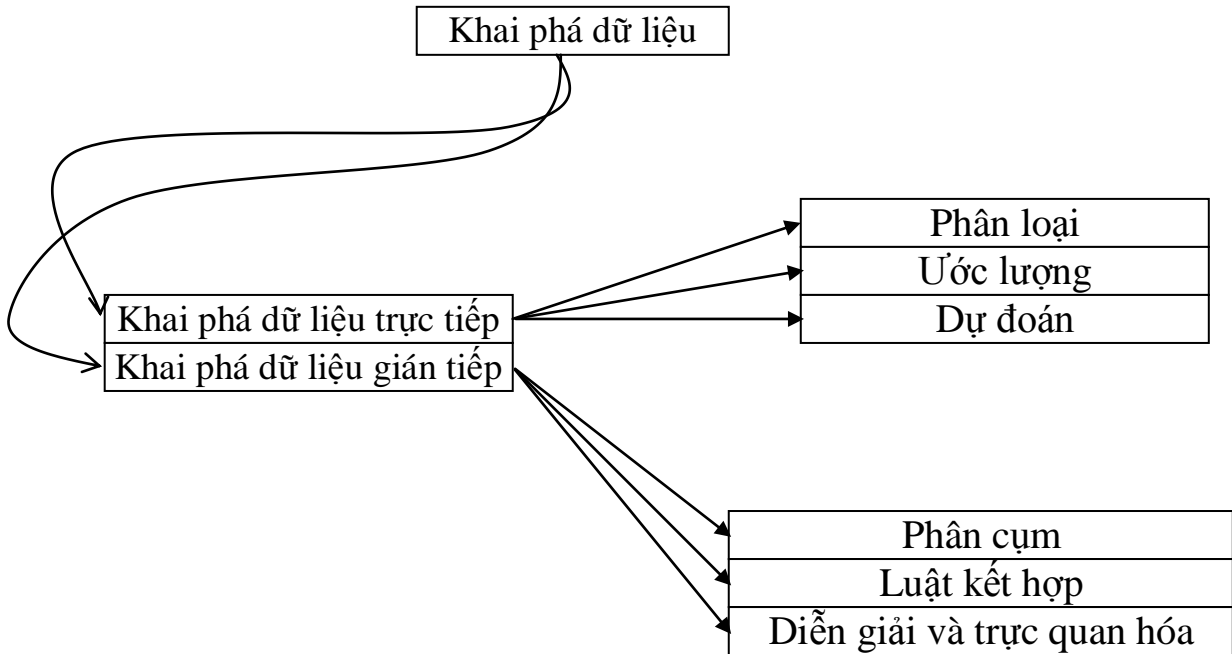 Khai phá dữ liệu
Phân loại
Ước lượng
Dự đoán
Khai phá dữ liệu trực tiếp
Khai phá dữ liệu gián tiếp
Phân cụm
Luật kết hợp
Diễn giải và trực quan hóa